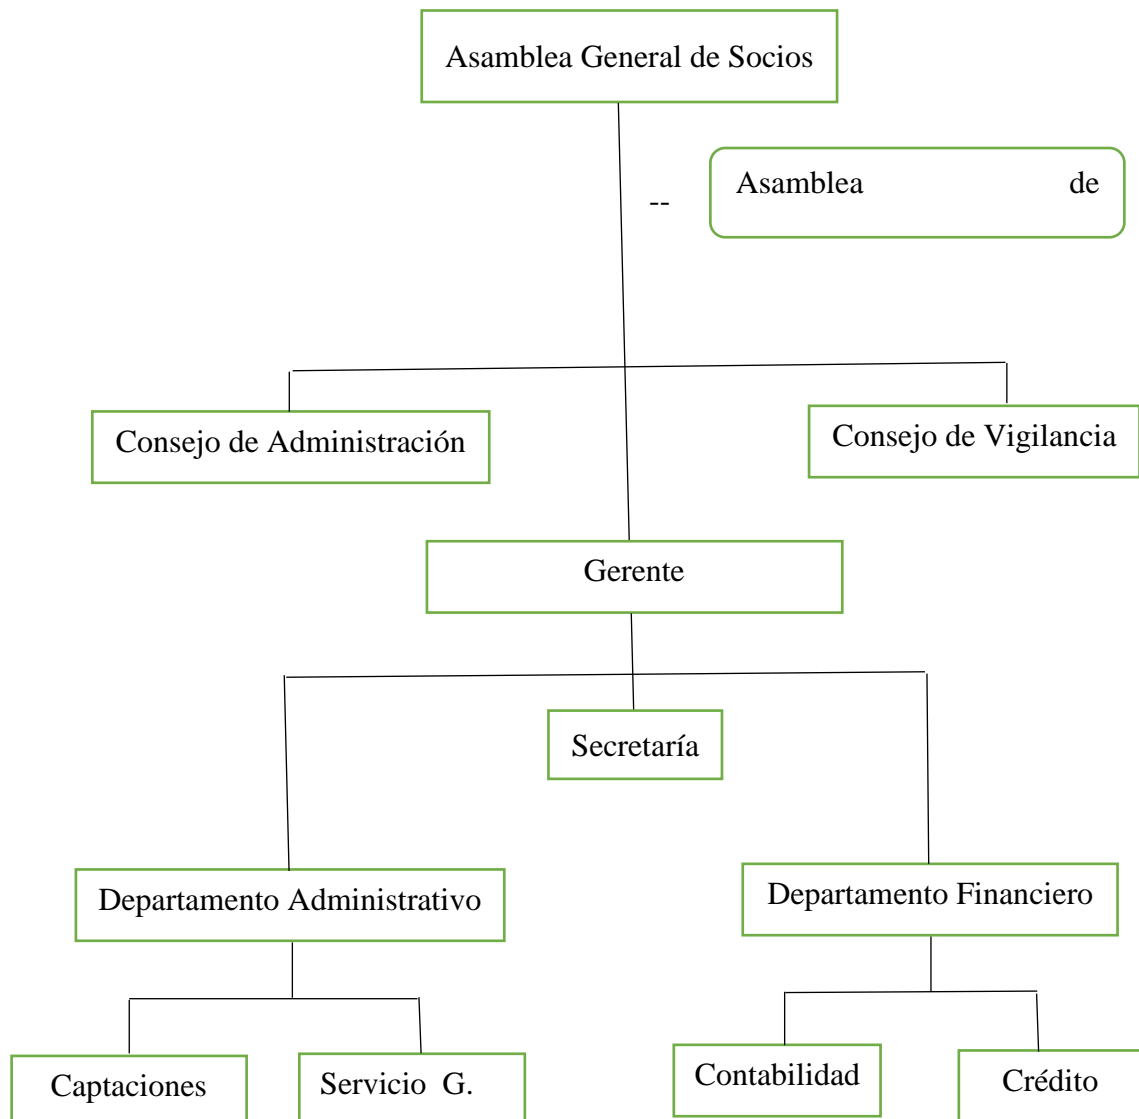 Asamblea General de Socios
Asamblea de
--
Consejo de Administración
Consejo de Vigilancia
Gerente
Secretaría
Departamento Administrativo
Departamento Financiero
Captaciones
Servicio G.
Contabilidad
Crédito